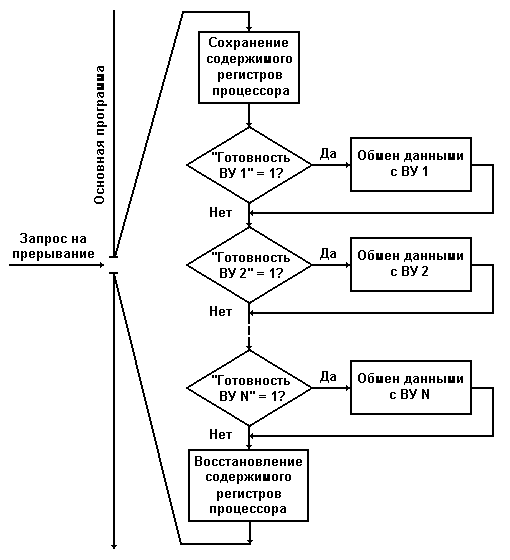 Сохранение
содержимого
регистров
процессора
Основная программа
"Готовность
ВУ 1" = 1?
Да
Обмен данными
с ВУ 1
Нет
Запрос на
прерывание
"Готовность
ВУ 2" = 1?
Да
Обмен данными
с ВУ 2
Нет
"Готовность
ВУ N" = 1?
Да
Обмен данными
с ВУ N
Нет
Восстановление
содержимого
регистров
процессора